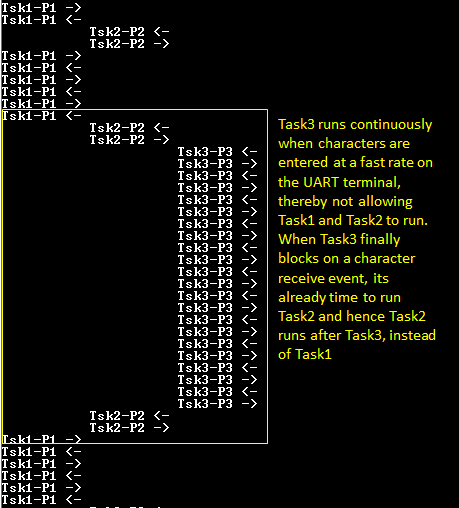 Tsk1-P1 ->
Tsk1-P1 <-
Tsk2-P2 <-
Tsk2-P2 ->
Tsk1-P1 ->
Tsk1-P1 <-
Tsk1-P1 ->
Tsk1-P1 <-
Tsk1-P1 ->
Tsk1-P1 <-
Tsk2-P2 <-
Tsk2-P2 ->
Tsk3-P3 <-
Tsk3-P3 ->
Tsk3-P3 <-
Tsk3-P3 ->
Tsk3-P3 <-
Tsk3-P3 ->
Tsk3-P3 <-
Tsk3-P3 ->
Tsk3-P3 <-
Tsk3-P3 ->
Tsk3-P3 <-
Tsk3-P3 ->
Tsk3-P3 <-
Tsk3-P3 ->
Tsk3-P3 <-
Tsk3-P3 ->
Tsk3-P3 <-
Tsk3-P3 ->
Tsk3-P3 <-
Tsk3-P3 ->
Tsk3-P3 <-
Tsk3-P3 ->
Tsk2-P2 <-
Tsk2-P2 ->
Tsk1-P1 ->
Tsk1-P1 <-
Tsk1-P1 ->
Tsk1-P1 <-
Tsk1-P1 ->
Tsk1-P1 <-
Tsk2-P2 <-
Task3 runs continuously
when characters are
entered at a fast rate on
the UART terminal,
thereby not allowing
Task1 and Task2 to run.
When Task3 finally
blocks on a character
receive event, its
already time to run
Task2 and hence Task2
runs after Task3, instead
of Task1